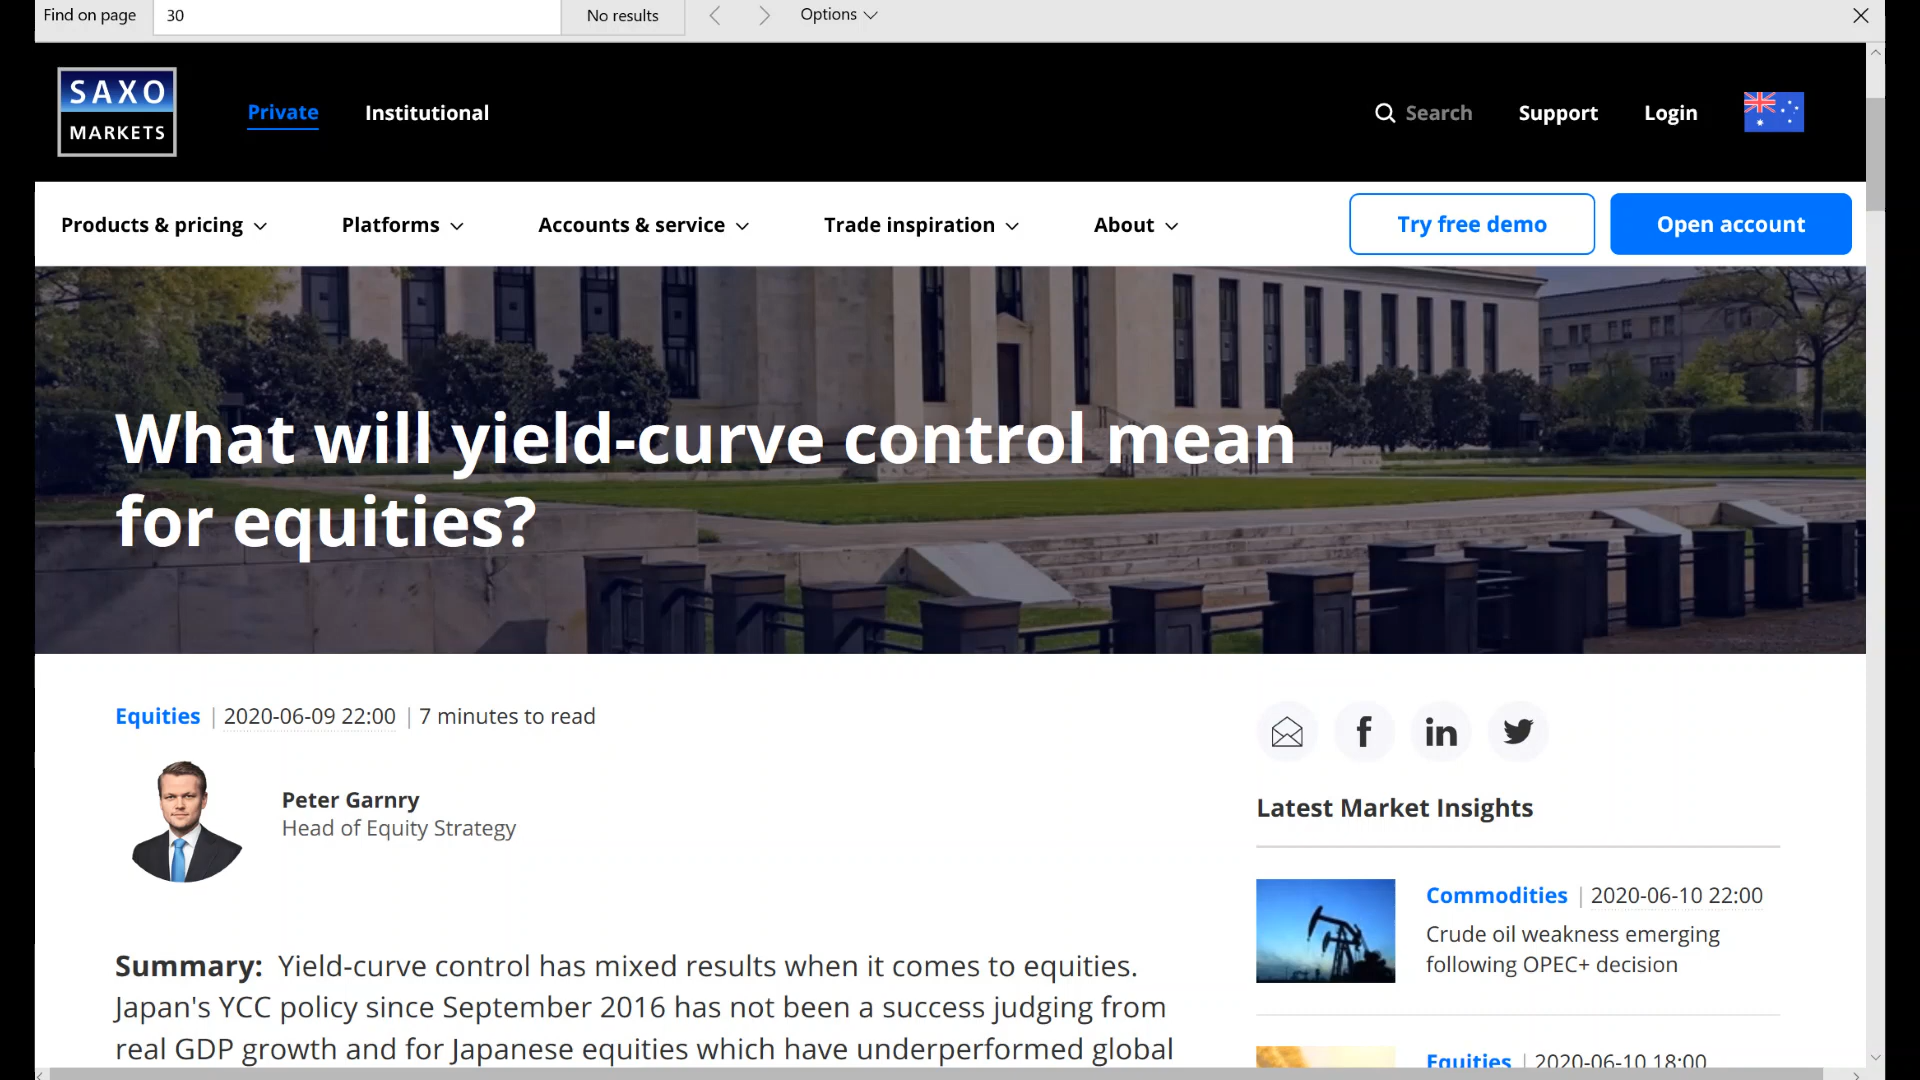 Find on page
30
No results
Options
SAXO
MARKETS
Private
Institutional
Search
Support
Login
Products & pricing
Platforms
Accounts & service
Trade inspiration
About
Try free demo
Open account
What will yield-curve control mean
for equities?
Equities | 2020-06-09 22:00 | 7 minutes to read
Peter Garnry
Head of Equity Strategy
Summary: Yield-curve control has mixed results when it comes to equities.
Japan's YCC policy since September 2016 has not been a success judging from
real GDP growth and for Japanese equities which have underperformed global
f
in
Latest Market Insights
Commodities | 2020-06-10 22:00
Crude oil weakness emerging
following OPEC+ decision
Equities | 2020-06-10 18:00